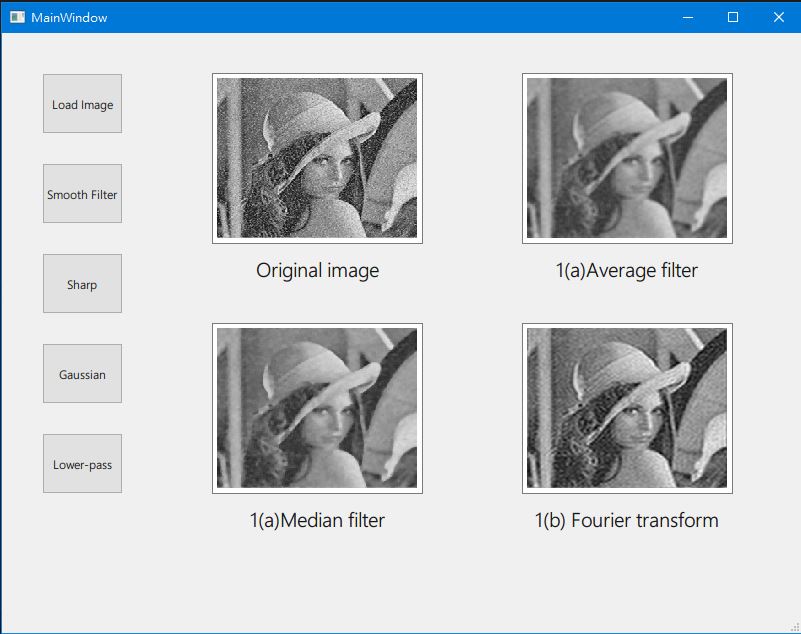 MainWindow
Load Image
Smooth Filter
Sharp
Gaussian
Lower-pass
Original image
1(a)Average filter
1(a)Median filter
1(b) Fourier transform